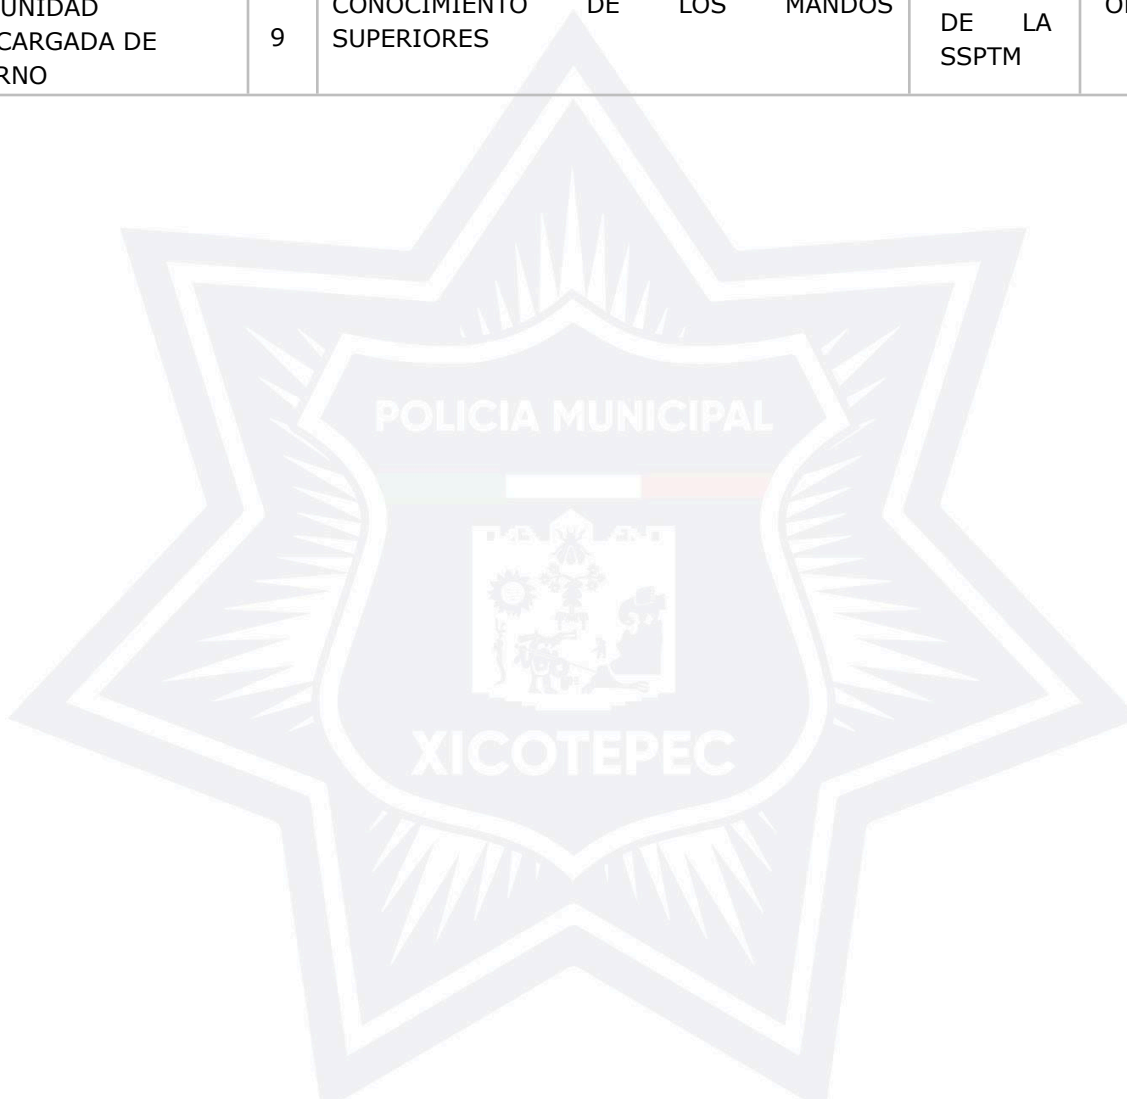 UNIDAD
CARGADA DE
RNO
9
CONOCIMIENTO DE LOS MANDOS
SUPERIORES
DE LA
SSPTM
POLICIA MUNICIPAL
XICOTEPEC